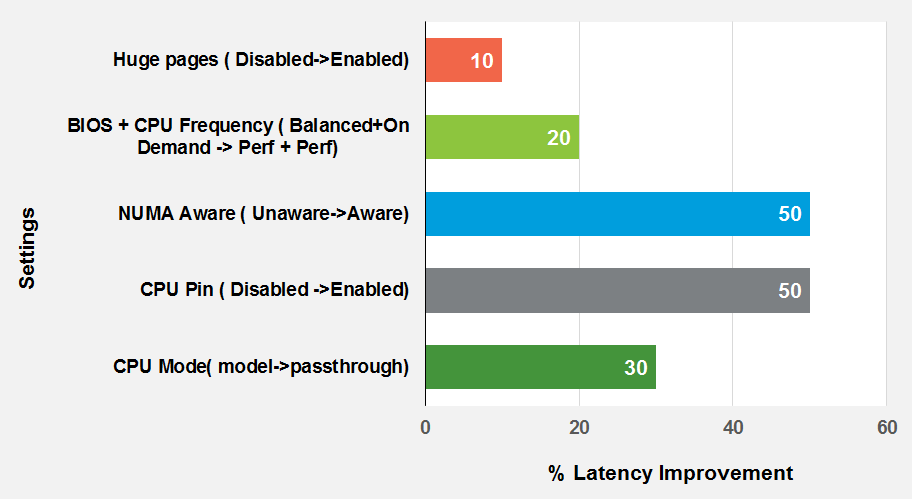 Huge pages ( Disabled->Enabled)
10
BIOS + CPU Frequency ( Balanced+On
Demand -> Perf + Perf)
20
NUMA Aware ( Unaware->Aware)
50
Settings
CPU Pin ( Disabled ->Enabled)
50
CPU Mode( model->passthrough)
30
0 20 40 60
% Latency Improvement